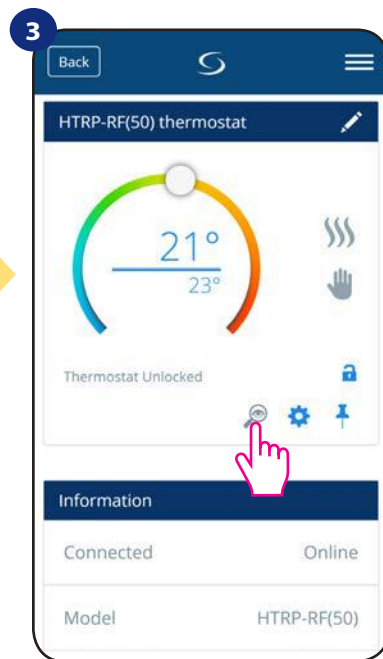 3
Back
HTRP-RF(50) thermostat
21°
23°
Thermostat Unlocked
Information
Connected Online
Model HTRP-RF(50)